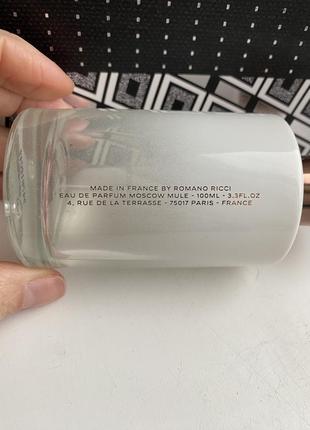 MADE IN FRANCE BY ROMANO RICCI
EAU DE PARFUM MOSCOW MULE - 100ML - 3.3FL.OZ
4, RUE DE LA TERRASSE - 75017 PARIS - FRANCE